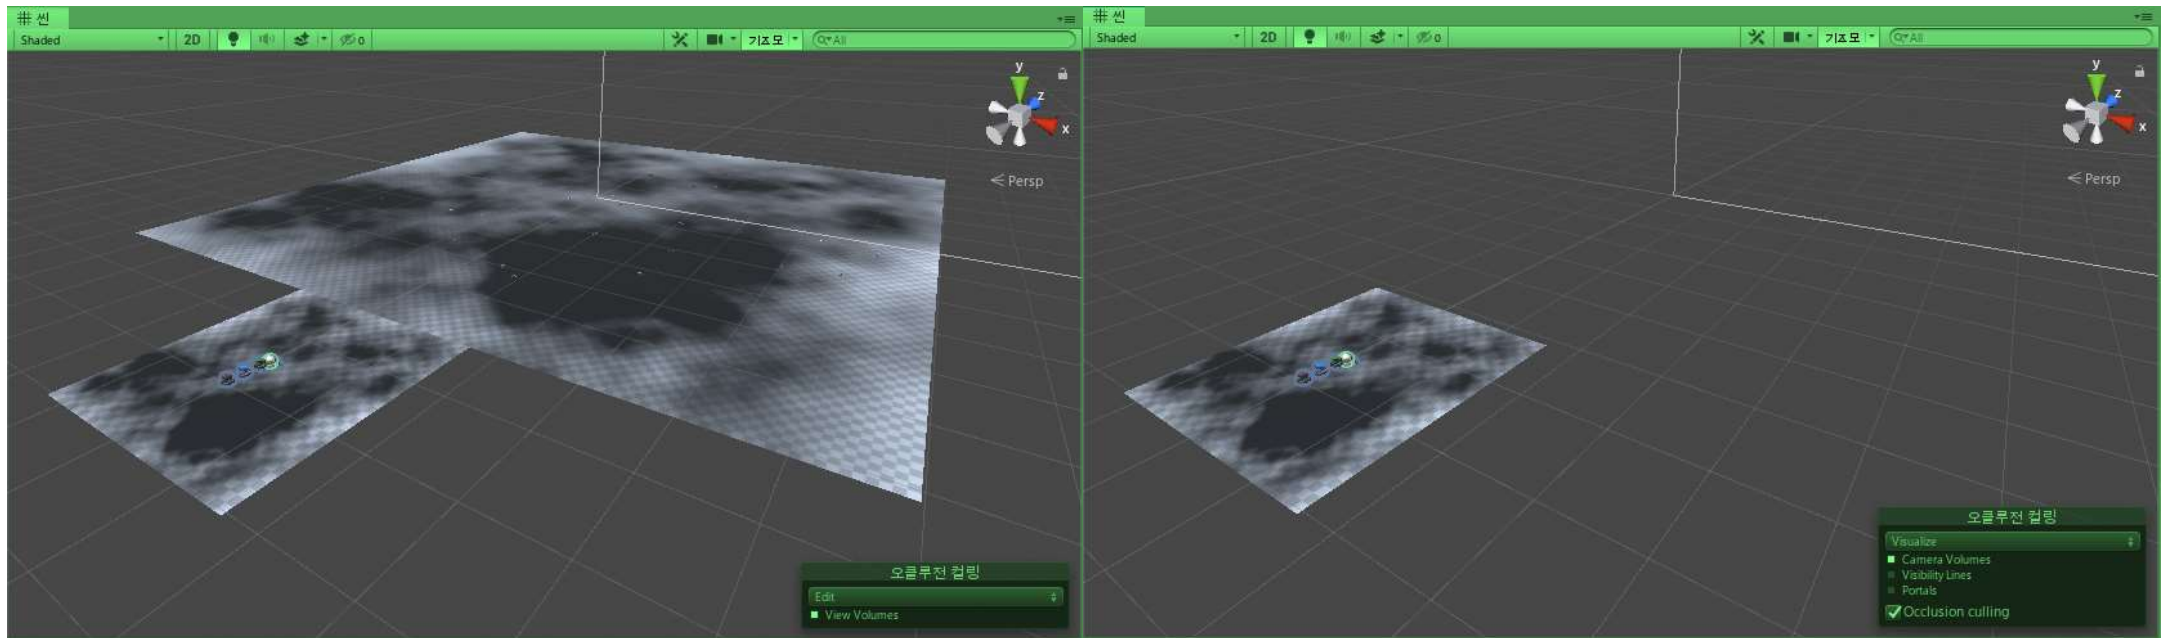 씬
Shaded 2D 0 기즈모 All
y
z
x
Persp
오클루전 컬링
Edit
View Volumes
씬
Shaded 2D 0 기즈모 All
y
z
x
Persp
오클루전 컬링
Visualize
Camera Volumes
Visibility Lines
Portals
Occlusion culling